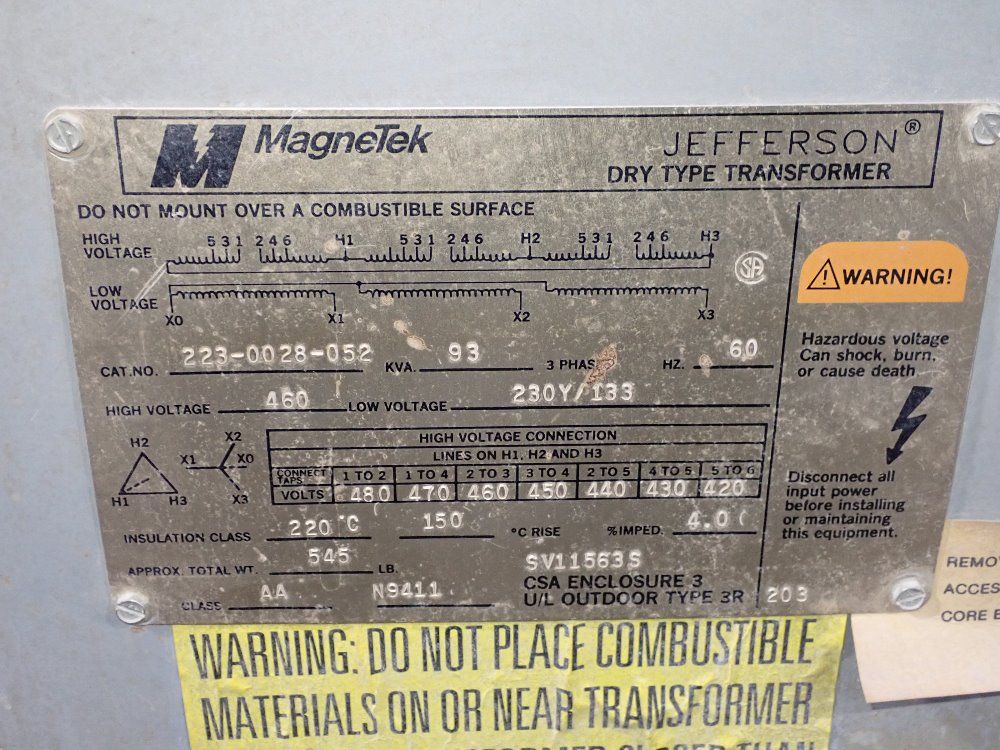 MagneTek
JEFFERSON®
DRY TYPE TRANSFORMER
DO NOT MOUNT OVER A COMBUSTIBLE SURFACE
HIGH VOLTAGE 5 3 1 2 4 6 H1 5 3 1 2 4 6 H2 5 3 1 2 4 6 H3
LOW VOLTAGE
X0 X1 X2 X3
CAT.NO. 223-0028-052 KVA. 93 3 PHASE HZ. 60
HIGH VOLTAGE 460 LOW VOLTAGE 230Y/133
H2 X2
X1 X0
H1 H3 X3
HIGH VOLTAGE CONNECTION
LINES ON H1, H2 AND H3
CONNECT TAPS 1 TO 2 1 TO 4 2 TO 3 3 TO 4 2 TO 5 4 TO 5 5 TO 6
VOLTS 480 470 460 450 440 430 420
INSULATION CLASS 220°C 150 °C RISE %IMPED. 4.0
APPROX. TOTAL WT. 545 LB. SV11563S
CLASS AA N9411
CSA ENCLOSURE 3
U/L OUTDOOR TYPE 3R 203
WARNING!
Hazardous voltage
Can shock, burn,
or cause death
Disconnect all
input power
before installing
or maintaining
this equipment.
WARNING: DO NOT PLACE COMBUSTIBLE
MATERIALS ON OR NEAR TRANSFORMER
REMO
ACCES
CORE